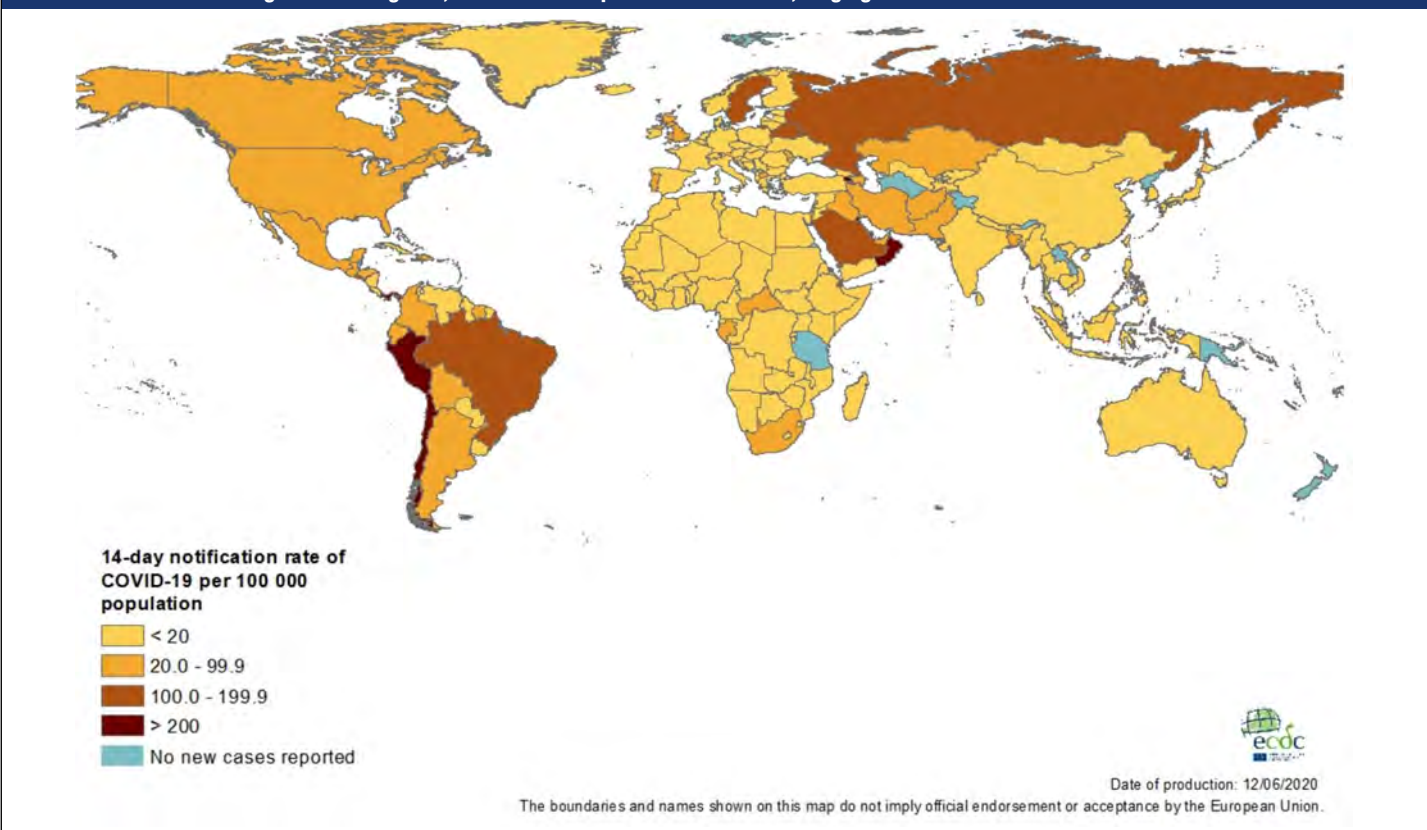 14-day notification rate of
COVID-19 per 100 000
population
< 20
20.0 - 99.9
100.0 - 199.9
> 200
No new cases reported
ecdc
Date of production: 12/06/2020
The boundaries and names shown on this map do not imply official endorsement or acceptance by the European Union.